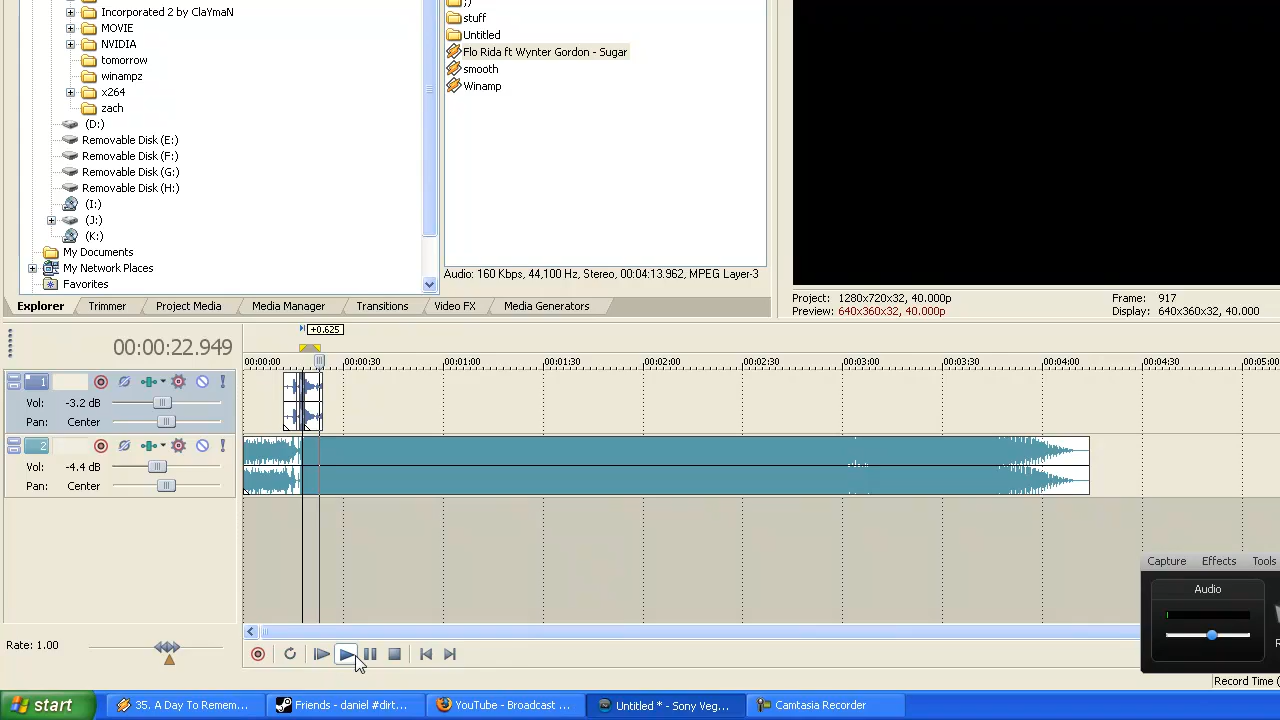 Incorporated 2 by ClaYmaN
MOVIE
NVIDIA
tomorrow
winampz
x264
zach
(D:)
Removable Disk (E:)
Removable Disk (F:)
Removable Disk (G:)
Removable Disk (H:)
(I:)
(J:)
(K:)
My Documents
My Network Places
Favorites
;)
stuff
Untitled
Flo Rida ft Wynter Gordon - Sugar
smooth
Winamp
Audio: 160 Kbps, 44,100 Hz, Stereo, 00:04:13.962, MPEG Layer-3
Explorer Trimmer Project Media Media Manager Transitions Video FX Media Generators
Project: 1280x720x32, 40.000p
Preview: 640x360x32, 40.000p
Frame: 917
Display: 640x360x32, 40.000
+0.625
00:00:22.949
00:00:00 00:00:30 00:01:00 00:01:30 00:02:00 00:02:30 00:03:00 00:03:30 00:04:00 00:04:30 00:05:00
1
Vol: -3.2 dB
Pan: Center
2
Vol: -4.4 dB
Pan: Center
Capture Effects Tools
Audio
Rate: 1.00
Record Time (
start
35. A Day To Remem...
Friends - daniel #dirt...
YouTube - Broadcast ...
Untitled * - Sony Veg...
Camtasia Recorder